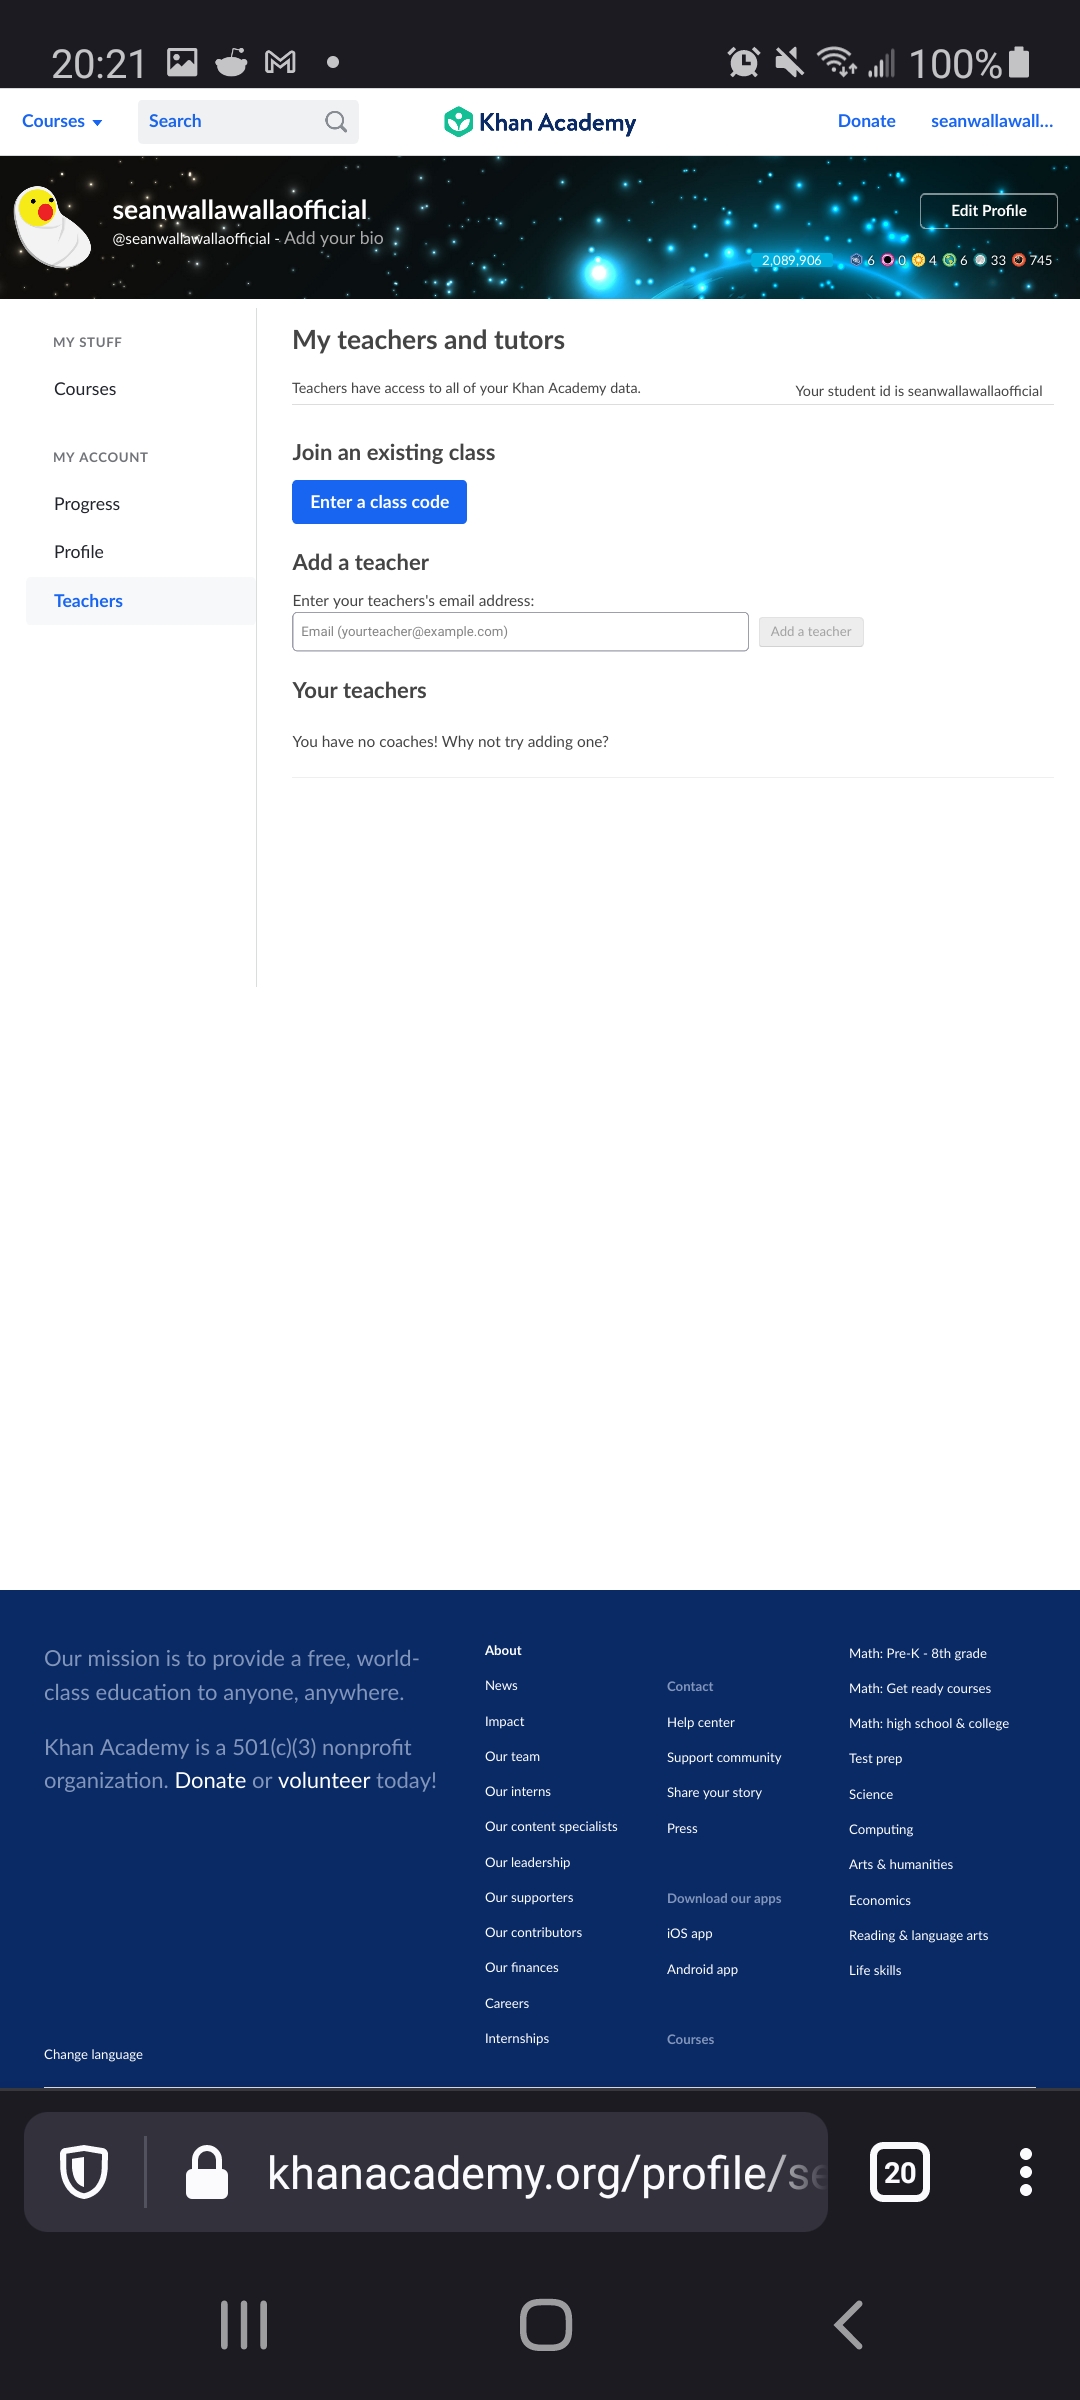 20:21
100%
Courses
Search
Khan Academy
Donate
seanwallawall...
seanwallawallaofficial
@seanwallawallaofficial - Add your bio
Edit Profile
2,089,906
6
0
4
6
33
745
MY STUFF
Courses
MY ACCOUNT
Progress
Profile
Teachers
My teachers and tutors
Teachers have access to all of your Khan Academy data.
Your student id is seanwallawallaofficial
Join an existing class
Enter a class code
Add a teacher
Enter your teachers's email address:
Email (yourteacher@example.com)
Add a teacher
Your teachers
You have no coaches! Why not try adding one?
Our mission is to provide a free, world-
class education to anyone, anywhere.
Khan Academy is a 501(c)(3) nonprofit
organization. Donate or volunteer today!
Change language
About
News
Impact
Our team
Our interns
Our content specialists
Our leadership
Our supporters
Our contributors
Our finances
Careers
Internships
Contact
Help center
Support community
Share your story
Press
Download our apps
iOS app
Android app
Courses
Math: Pre-K - 8th grade
Math: Get ready courses
Math: high school & college
Test prep
Science
Computing
Arts & humanities
Economics
Reading & language arts
Life skills
khanacademy.org/profile/se
20